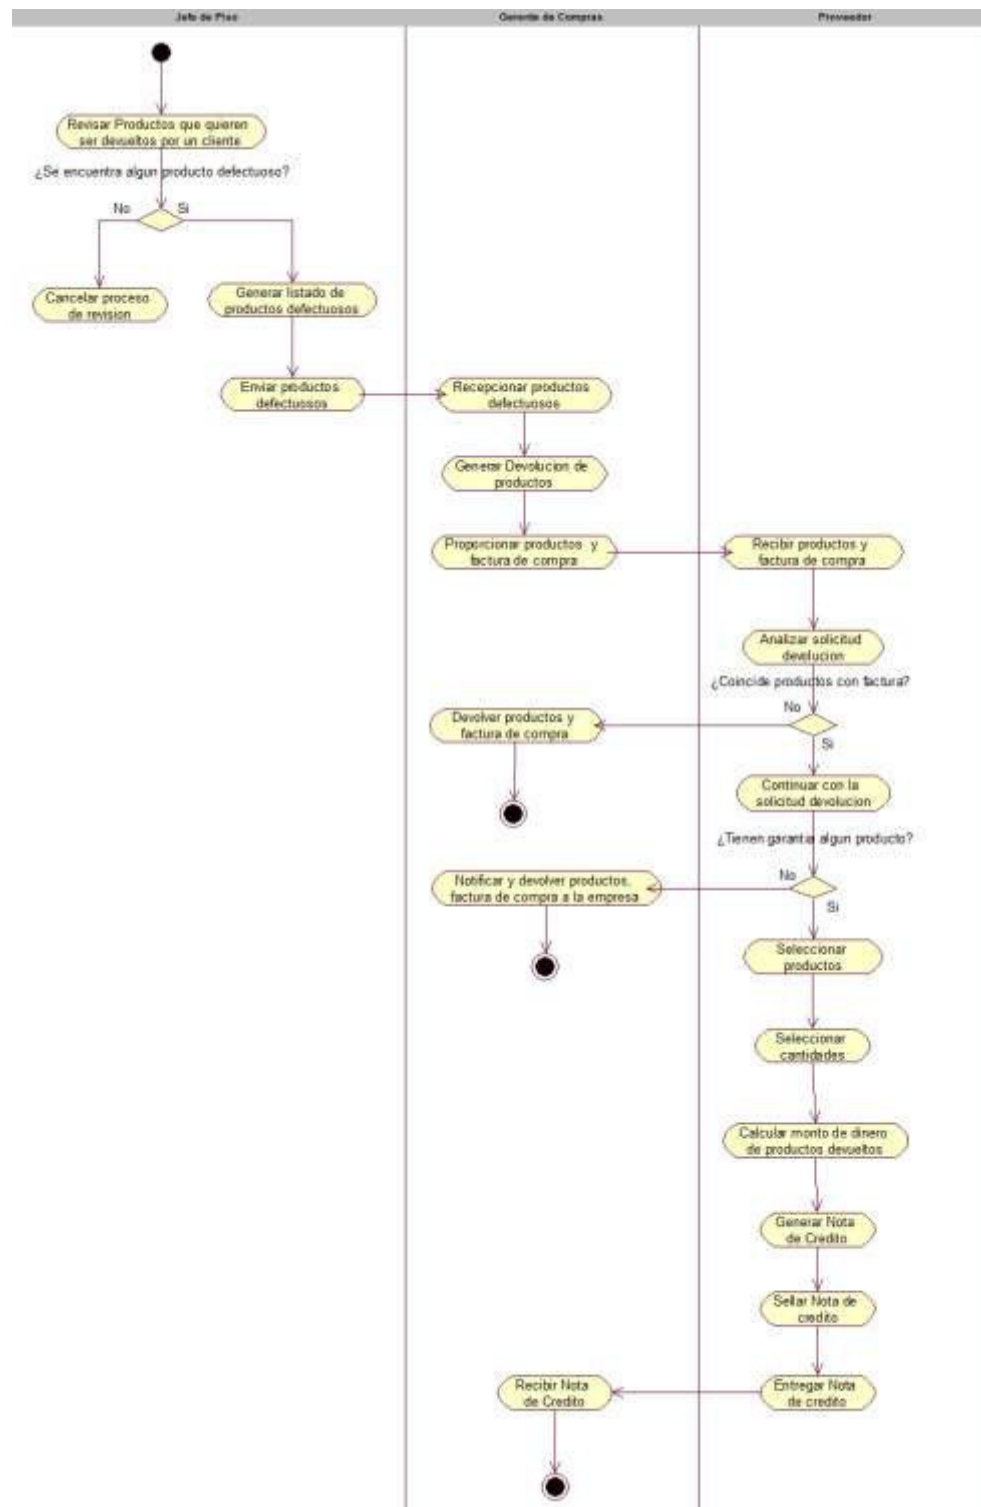 Jefe de Piso
Gerente de Compras
Proveedor
Revisar Productos que quieren
ser devueltos por un cliente
¿Se encuentra algun producto defectuoso?
No
Si
Cancelar proceso
de revision
Generar listado de
productos defectuosos
Enviar productos
defectuosos
Recepcionar productos
defectuosos
Generar Devolucion de
productos
Proporcionar productos y
factura de compra
Recibir productos y
factura de compra
Analizar solicitud
devolucion
¿Coincide productos con factura?
No
Si
Devolver productos y
factura de compra
Continuar con la
solicitud devolucion
¿Tienen garantia algun producto?
No
Si
Notificar y devolver productos,
factura de compra a la empresa
Seleccionar
productos
Seleccionar
cantidades
Calcular monto de dinero
de productos devueltos
Generar Nota
de Credito
Sellar Nota de
credito
Entregar Nota
de credito
Recibir Nota
de Credito